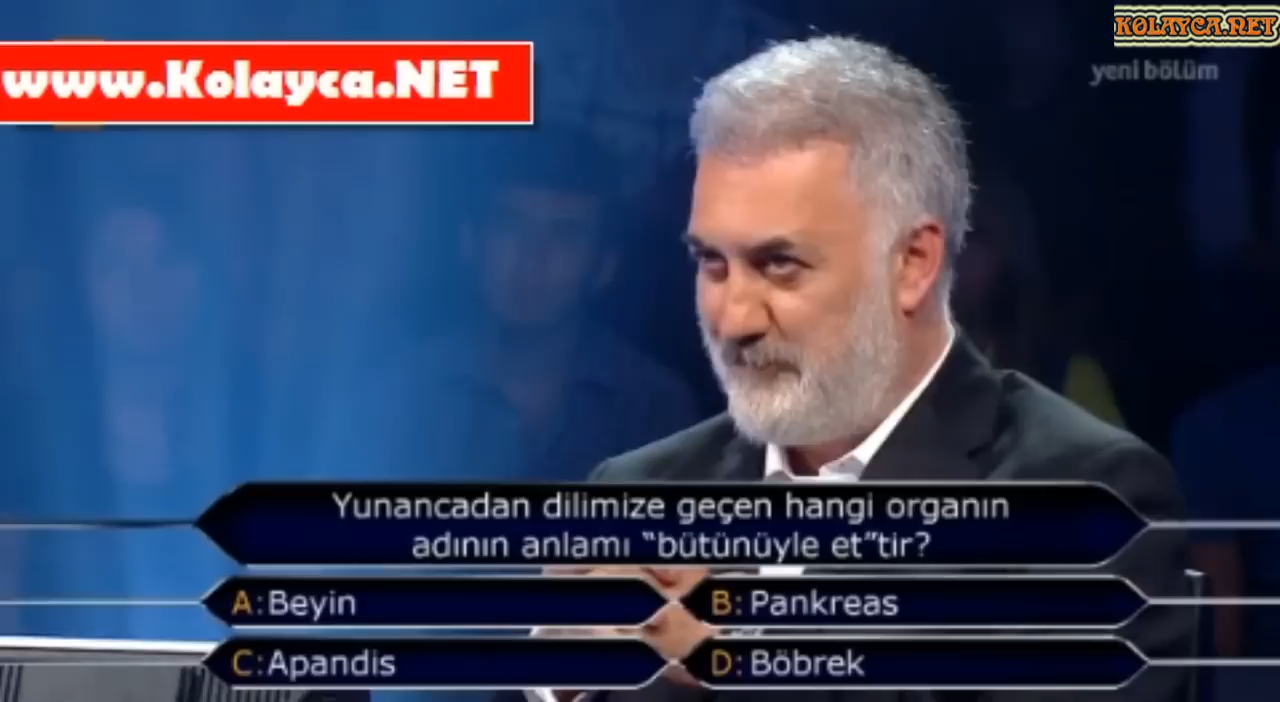 KOLAYCA.NET
www.Kolayca.NET
yeni bölüm
Yunancadan dilimize geçen hangi organın
adının anlamı “bütünüyle et”tir?
A: Beyin
B: Pankreas
C: Apandis
D: Böbrek